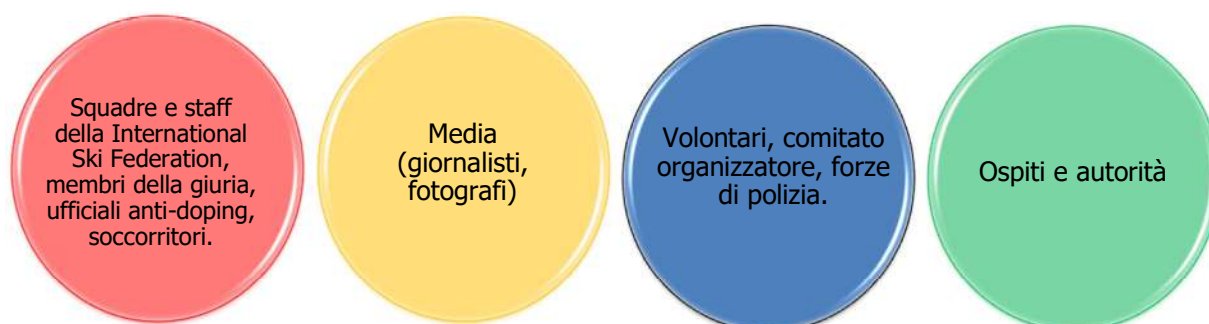 Squadre e staff
della International
Ski Federation,
membri della giuria,
ufficiali anti-doping,
soccorritori.
Media
(giornalisti,
fotografi)
Volontari, comitato
organizzatore, forze
di polizia.
Ospiti e autorità